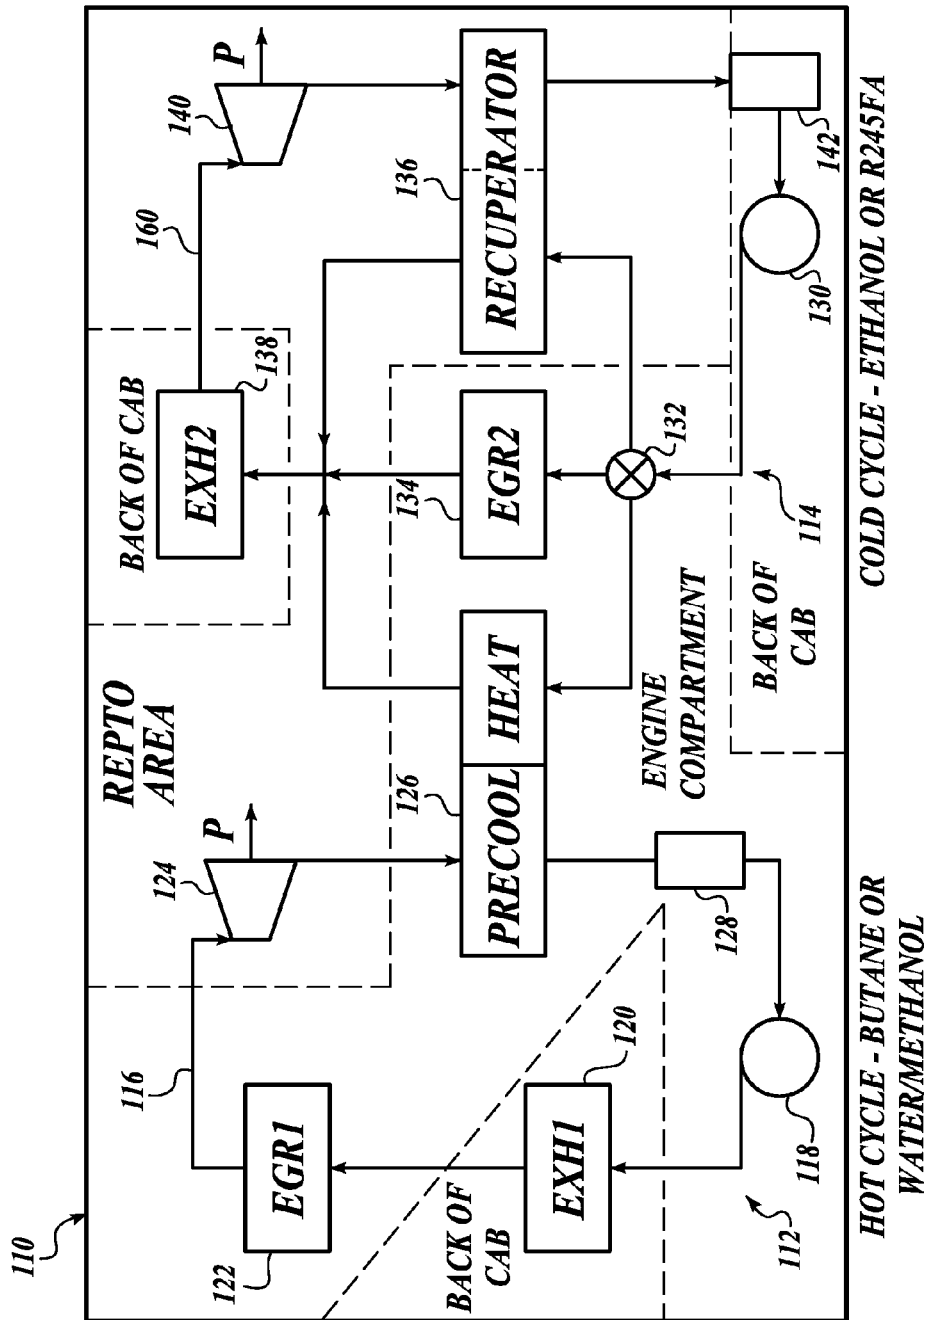 110
116
EGR1
122
BACK OF
CAB
EXH1
120
118
112
HOT CYCLE - BUTANE OR
WATER/METHANOL
REPTO
AREA
124
P
126
PRECOOL
HEAT
128
ENGINE
COMPARTMENT
BACK OF CAB
EXH2
138
160
140
P
134
EGR2
132
136
RECUPERATOR
142
130
114
BACK OF
CAB
COLD CYCLE - ETHANOL OR R245FA